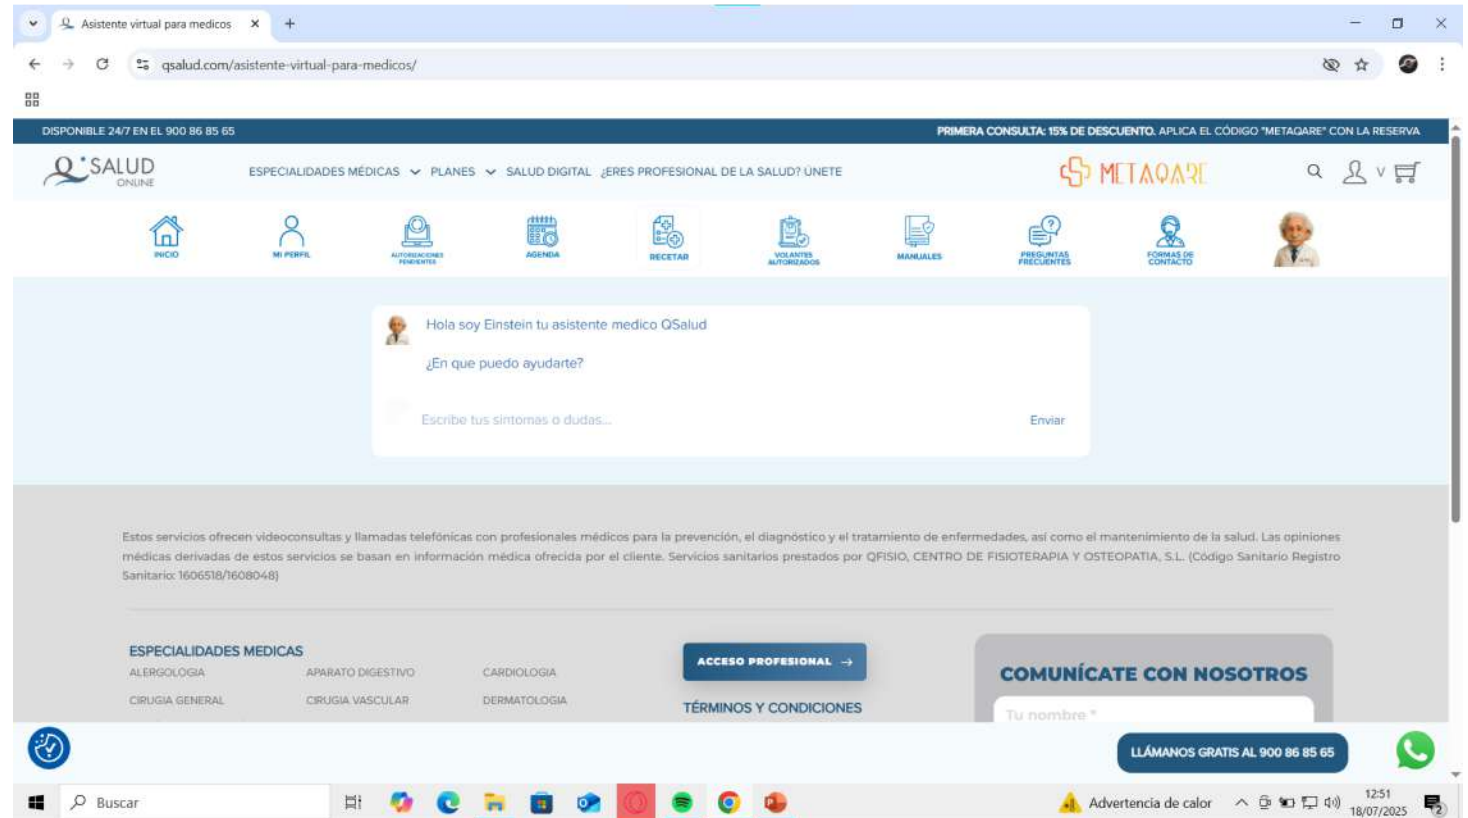 Asistente virtual para medicos
qsalud.com/asistente-virtual-para-medicos/
DISPONIBLE 24/7 EN EL 900 86 85 65
PRIMERA CONSULTA: 15% DE DESCUENTO. APLICA EL CÓDIGO "METAQARE" CON LA RESERVA
Q SALUD
ONLINE
ESPECIALIDADES MÉDICAS PLANES SALUD DIGITAL ¿ERES PROFESIONAL DE LA SALUD? ÚNETE
METAQARE
INICIO
MI PERFIL
AUTORIZACIONES
PENDIENTES
AGENDA
RECETAR
VOLANTES
AUTORIZADOS
MANUALES
PREGUNTAS
FRECUENTES
FORMAS DE
CONTACTO
Hola soy Einstein tu asistente medico QSalud
¿En que puedo ayudarte?
Escribe tus sintomas o dudas...
Enviar
Estos servicios ofrecen videoconsultas y llamadas telefónicas con profesionales médicos para la prevención, el diagnóstico y el tratamiento de enfermedades, así como el mantenimiento de la salud. Las opiniones
médicas derivadas de estos servicios se basan en información médica ofrecida por el cliente. Servicios sanitarios prestados por QFISIO, CENTRO DE FISIOTERAPIA Y OSTEOPATIA, S.L. (Código Sanitario Registro
Sanitario: 1606518/1608048)
ESPECIALIDADES MEDICAS
ALERGOLOGIA APARATO DIGESTIVO CARDIOLOGIA
CIRUGIA GENERAL CIRUGIA VASCULAR DERMATOLOGIA
ACCESO PROFESIONAL →
TÉRMINOS Y CONDICIONES
COMUNÍCATE CON NOSOTROS
Tu nombre *
LLÁMANOS GRATIS AL 900 86 85 65
Buscar
Advertencia de calor
12:51
18/07/2025
2